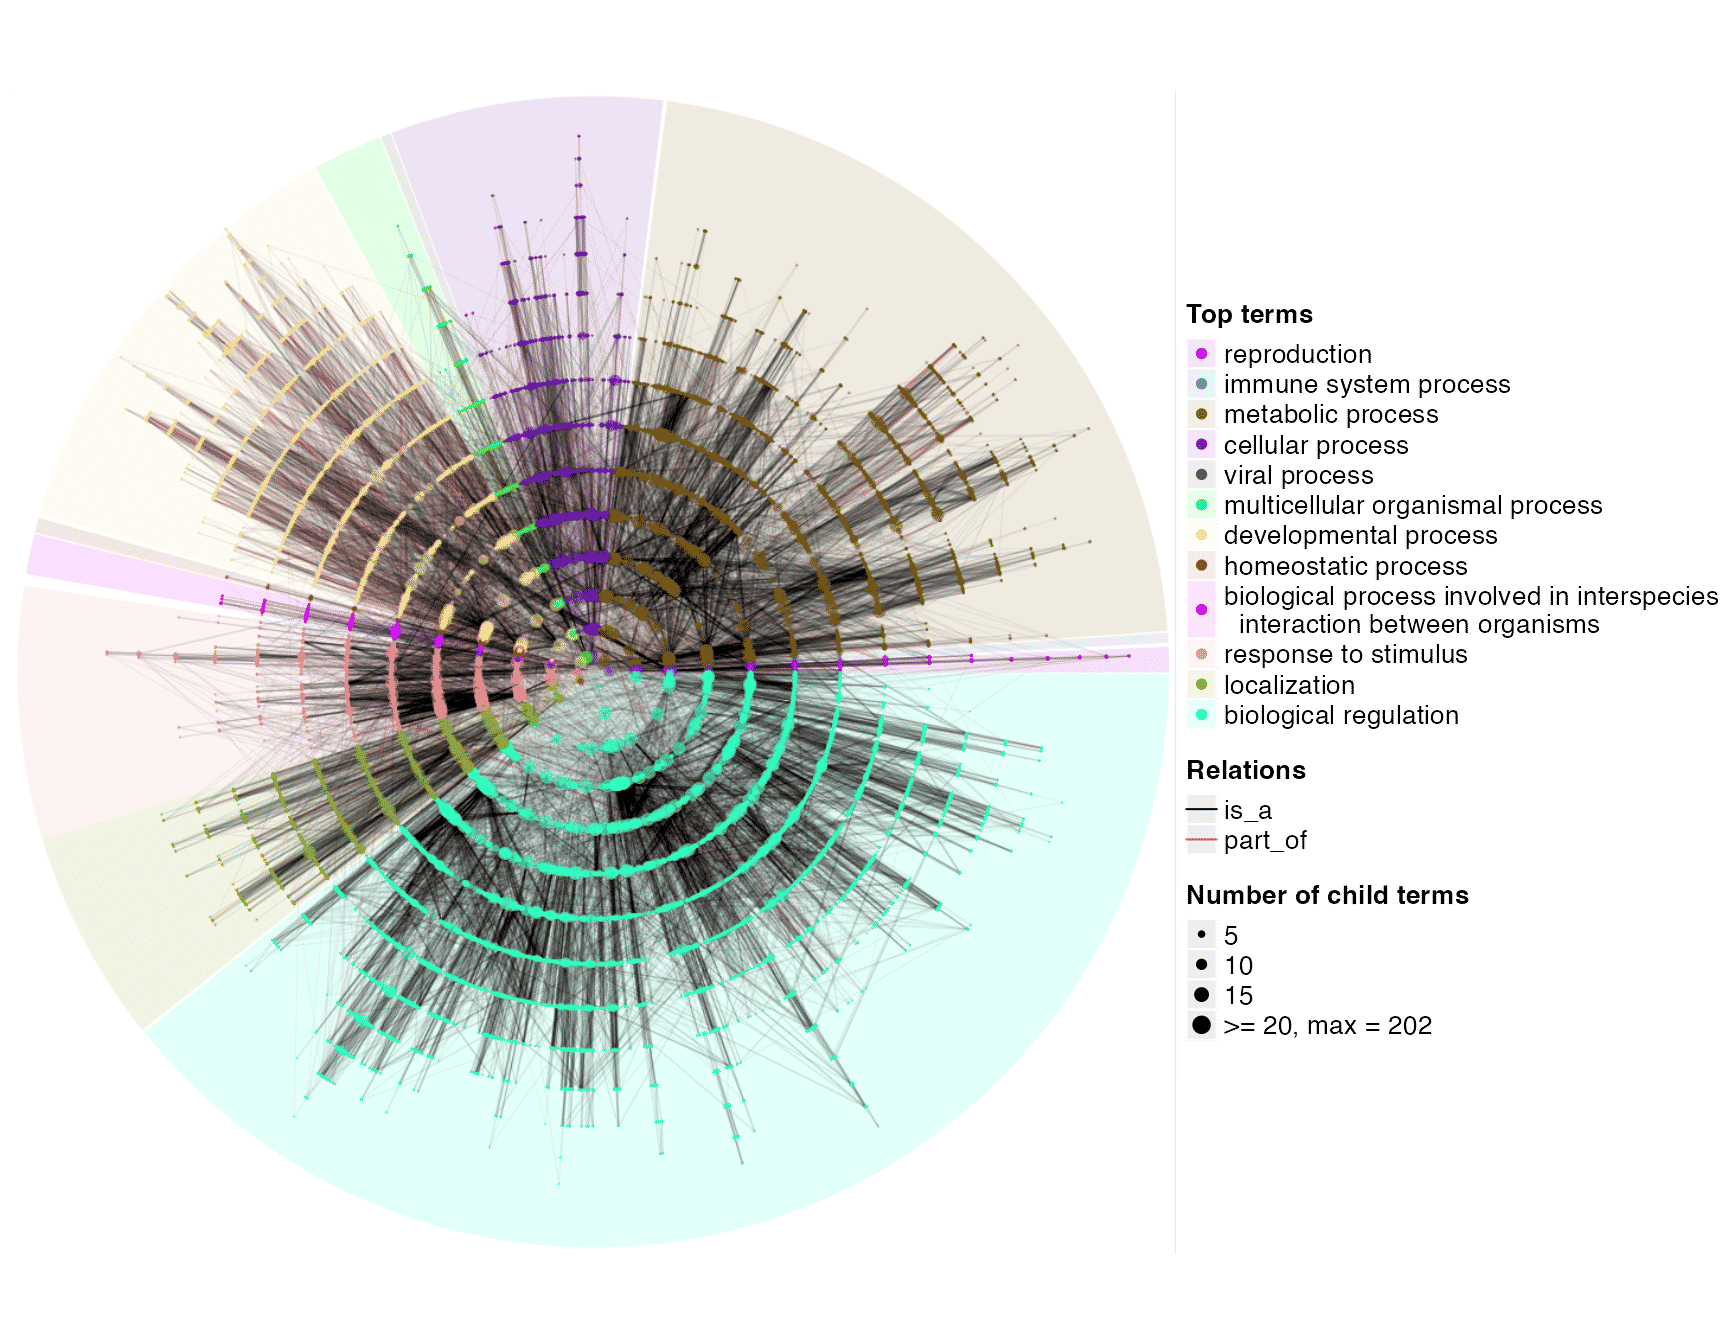 Top terms
reproduction
immune system process
metabolic process
cellular process
viral process
multicellular organismal process
developmental process
homeostatic process
biological process involved in interspecies
interaction between organisms
response to stimulus
localization
biological regulation
Relations
is_a
part_of
Number of child terms
5
10
15
>= 20, max = 202